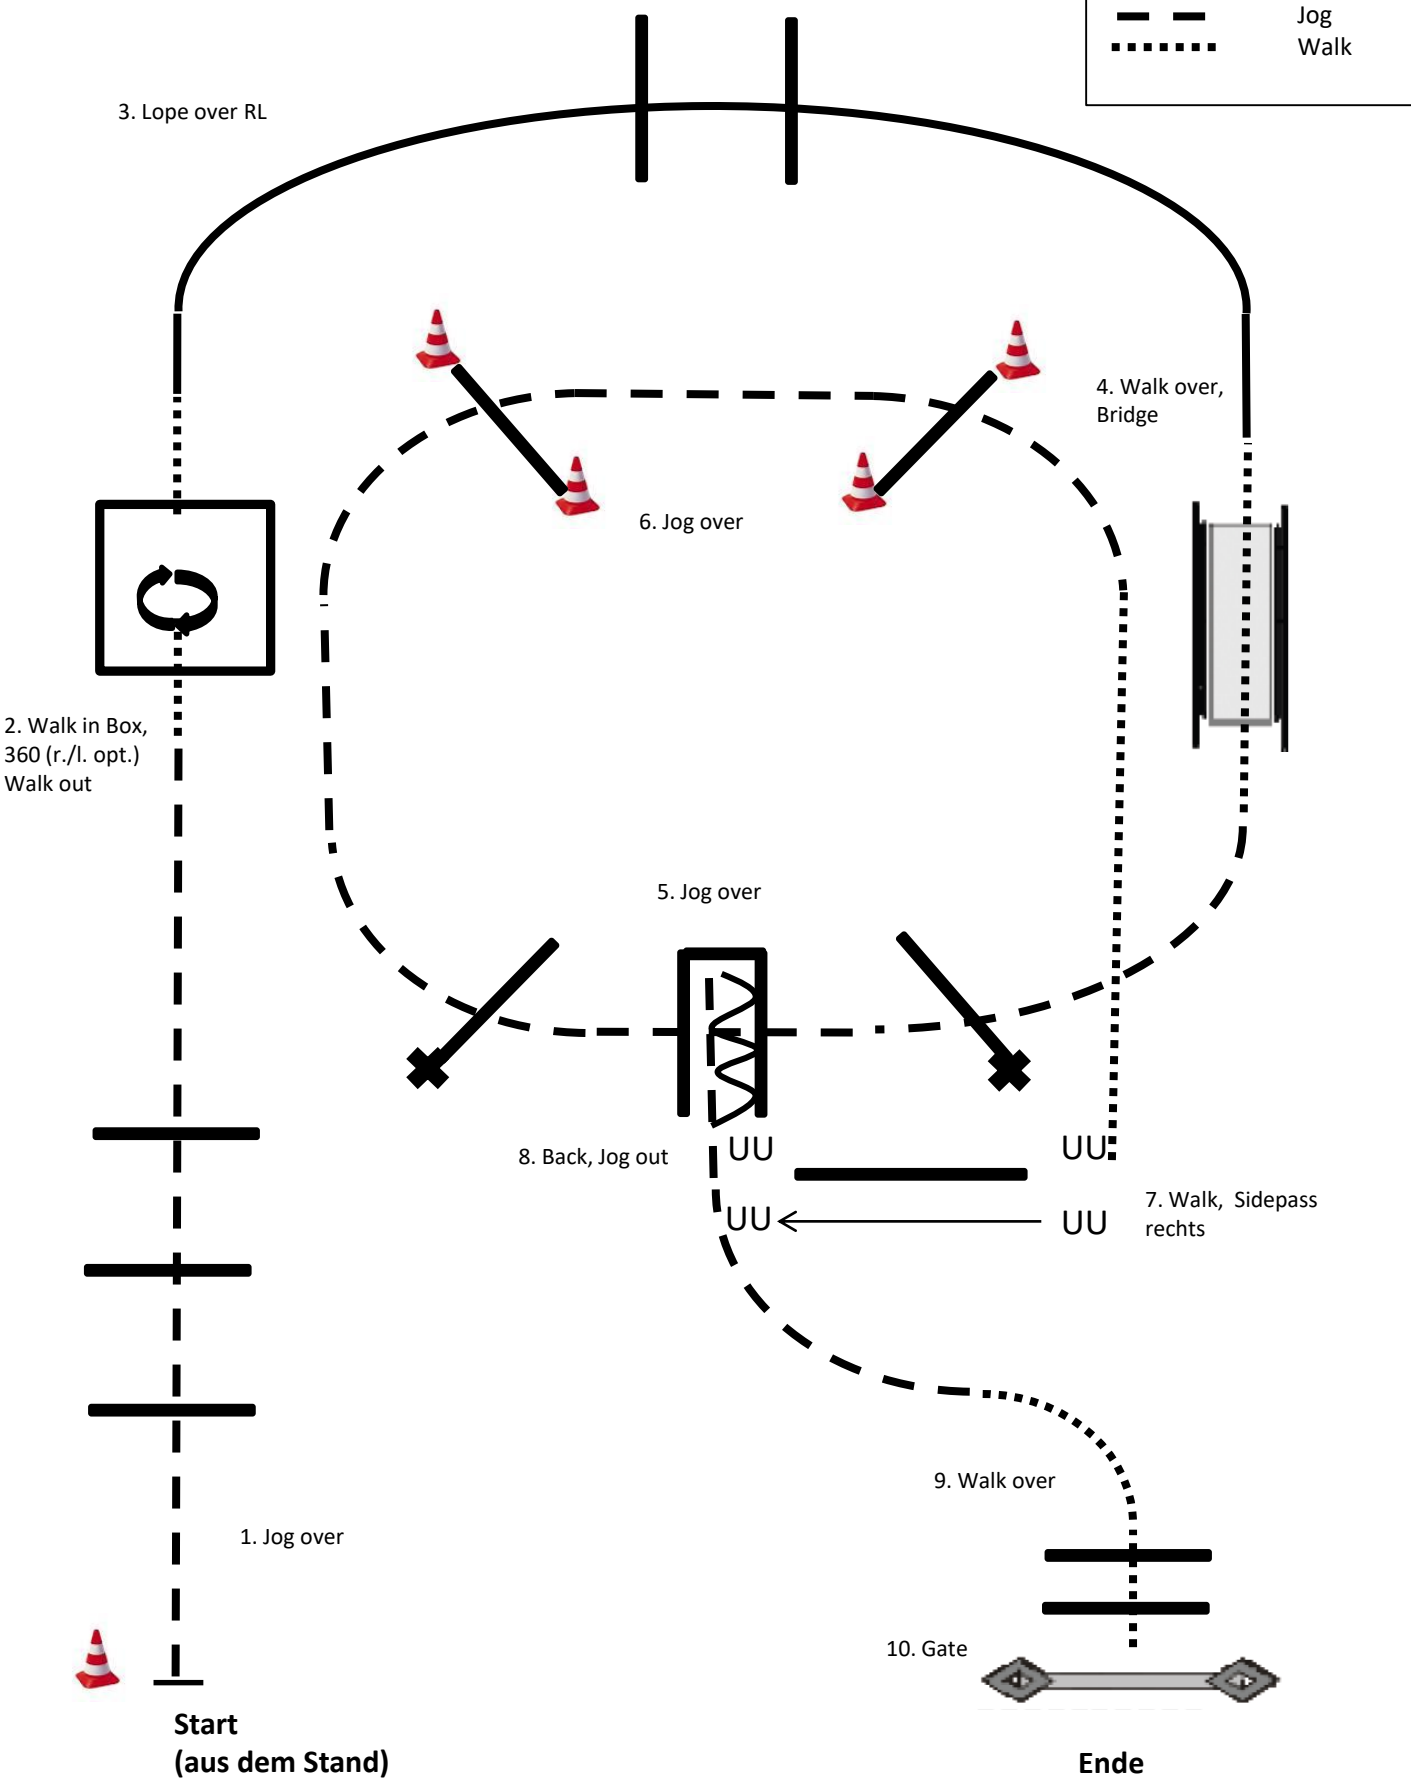 Jog
Walk
3. Lope over RL
4. Walk over,
Bridge
6. Jog over
2. Walk in Box,
360 (r./l. opt.)
Walk out
5. Jog over
8. Back, Jog out
UU
UU
UU
UU
7. Walk, Sidepass
rechts
9. Walk over
1. Jog over
10. Gate
Start
(aus dem Stand)
Ende